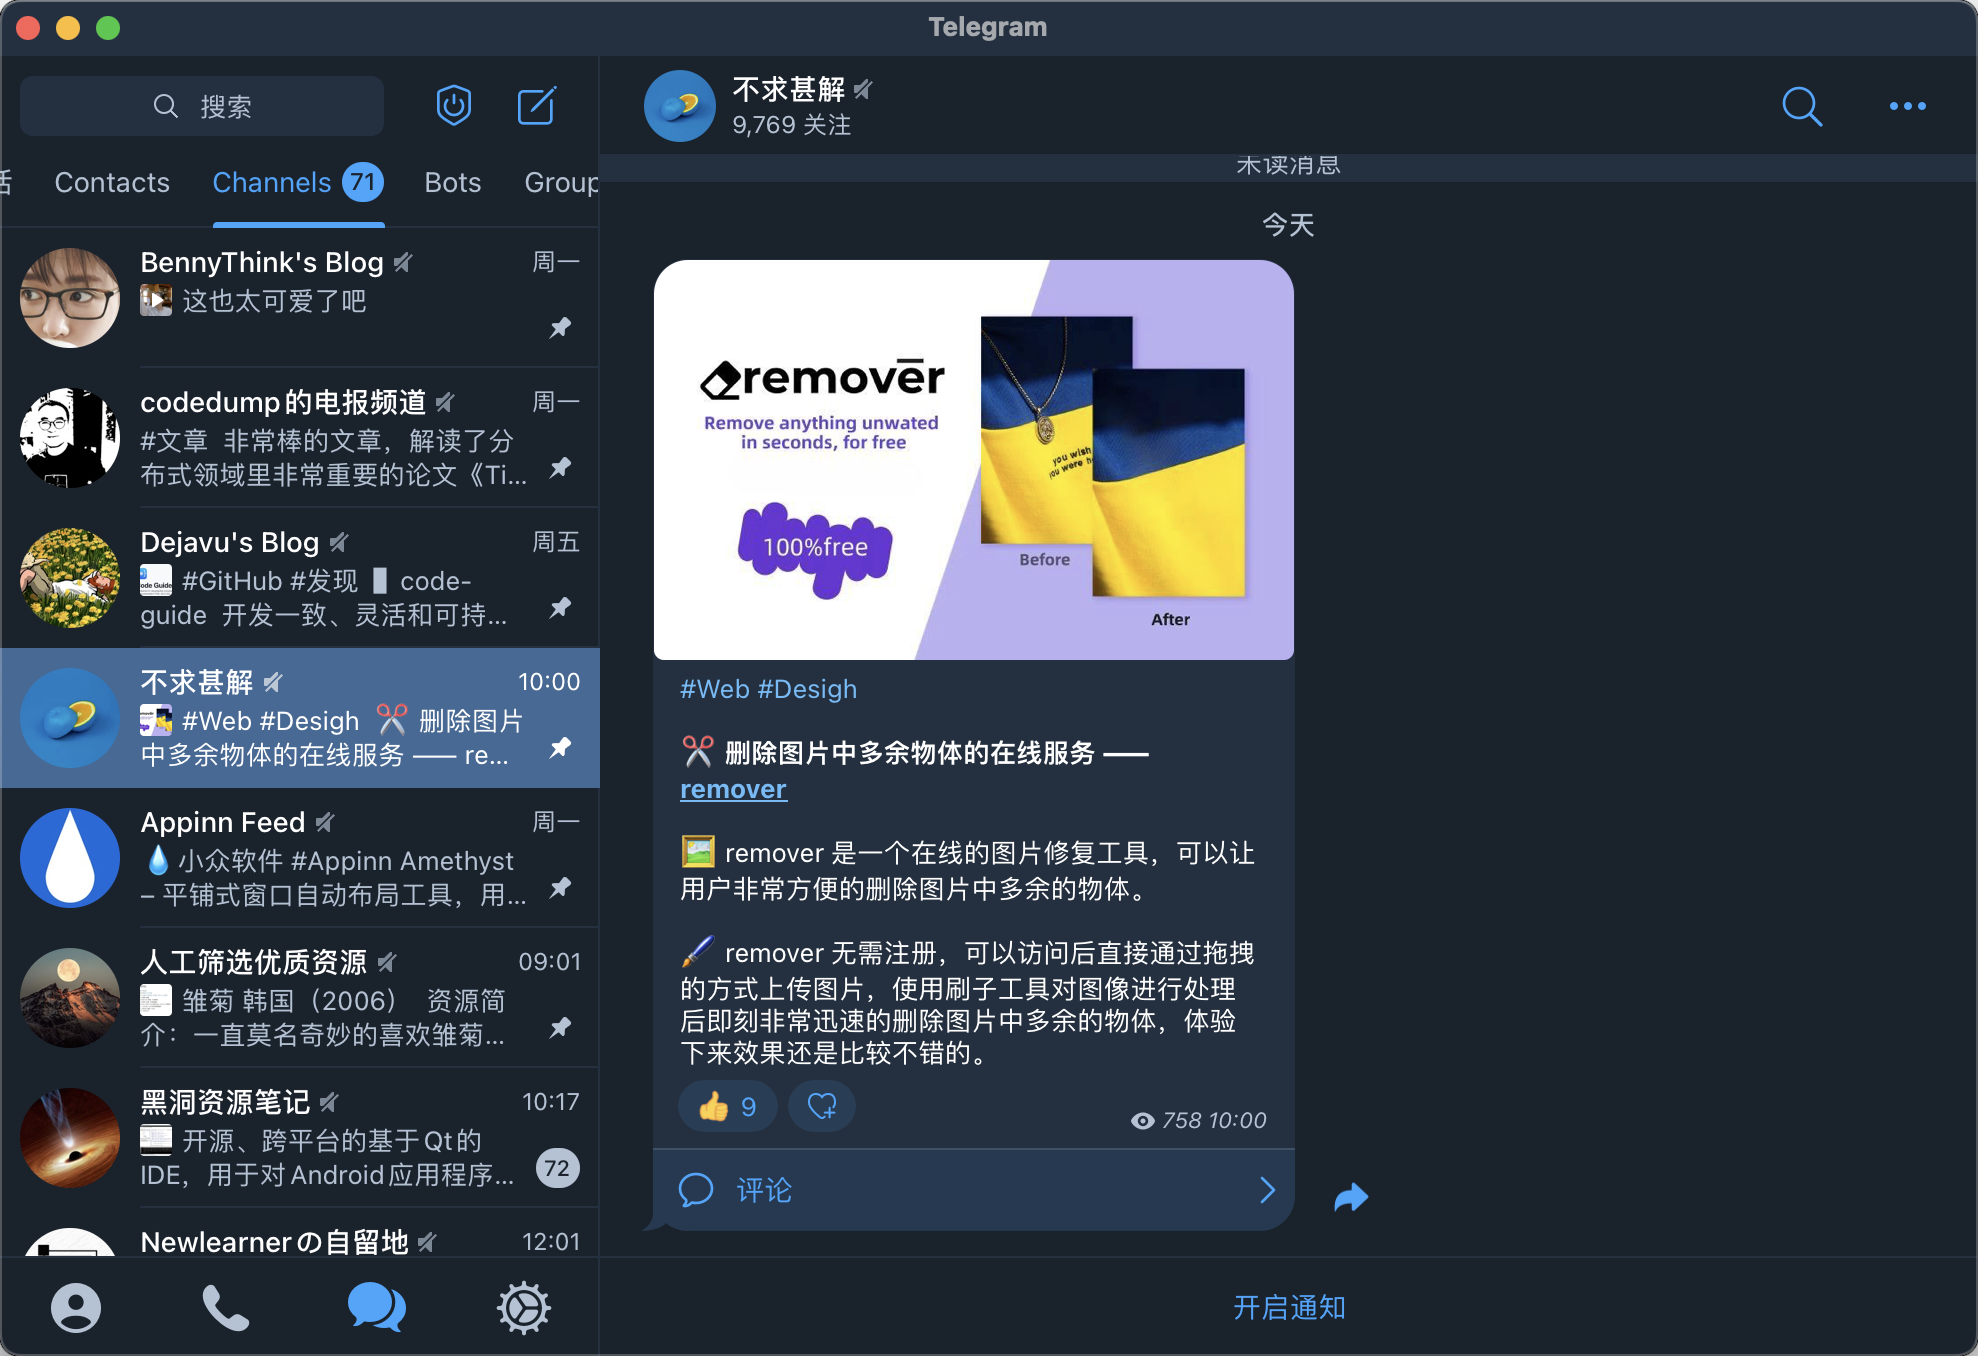 Telegram
搜索
Contacts
Channels 71
Bots
Group
BennyThink's Blog
周一
这也太可爱了吧
codedump的电报频道
周一
#文章 非常棒的文章，解读了分
布式领域里非常重要的论文《Ti...
Dejavu's Blog
周五
#GitHub #发现 ▋ code-
guide 开发一致、灵活和可持...
不求甚解
10:00
#Web #Desigh ✂️ 删除图片
中多余物体的在线服务 —— re...
Appinn Feed
周一
💧小众软件 #Appinn Amethyst
– 平铺式窗口自动布局工具，用...
人工筛选优质资源
09:01
雏菊 韩国（2006） 资源简
介：一直莫名奇妙的喜欢雏菊...
黑洞资源笔记
10:17
开源、跨平台的基于Qt的
IDE，用于对Android应用程序...
72
Newlearnerの自留地
12:01
不求甚解
9,769 关注
未读消息
今天
remover
Remove anything unwated
in seconds, for free
100%free
you wish
you were
Before
After
#Web #Desigh
✂️ 删除图片中多余物体的在线服务 ——
remover
🖼 remover 是一个在线的图片修复工具，可以让
用户非常方便的删除图片中多余的物体。
🖌 remover 无需注册，可以访问后直接通过拖拽
的方式上传图片，使用刷子工具对图像进行处理
后即刻非常迅速的删除图片中多余的物体，体验
下来效果还是比较不错的。
👍 9
758 10:00
评论
开启通知